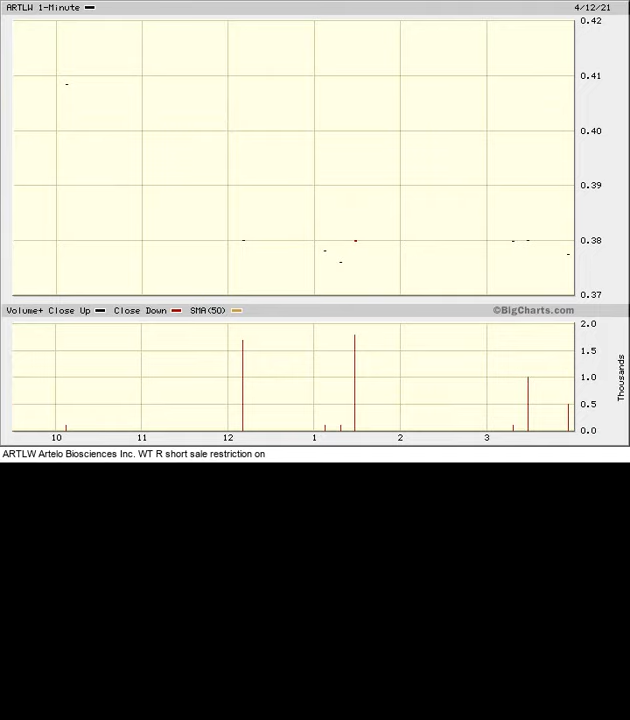 ARTLW 1-Minute 4/12/21
0.42
0.41
0.40
0.39
0.38
0.37
Volume+ Close Up Close Down SMA(50) ©BigCharts.com
2.0
1.5
1.0
0.5
0.0
Thousands
10 11 12 1 2 3
ARTLW Artelo Biosciences Inc. WT R short sale restriction on